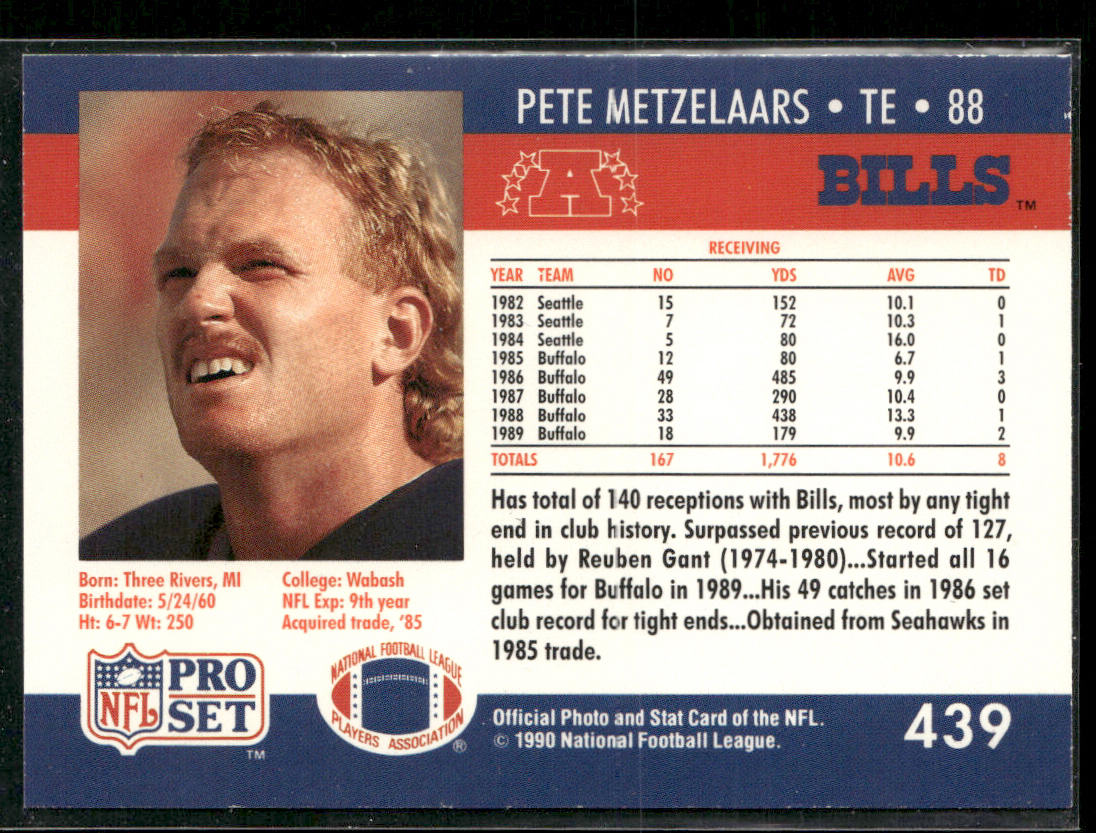 PETE METZELAARS • TE • 88
A
BILLS™
RECEIVING
YEAR TEAM NO YDS AVG TD
1982 Seattle 15 152 10.1 0
1983 Seattle 7 72 10.3 1
1984 Seattle 5 80 16.0 0
1985 Buffalo 12 80 6.7 1
1986 Buffalo 49 485 9.9 3
1987 Buffalo 28 290 10.4 0
1988 Buffalo 33 438 13.3 1
1989 Buffalo 18 179 9.9 2
TOTALS 167 1,776 10.6 8
Has total of 140 receptions with Bills, most by any tight
end in club history. Surpassed previous record of 127,
held by Reuben Gant (1974-1980)...Started all 16
games for Buffalo in 1989...His 49 catches in 1986 set
club record for tight ends...Obtained from Seahawks in
1985 trade.
Born: Three Rivers, MI
Birthdate: 5/24/60
Ht: 6-7 Wt: 250
College: Wabash
NFL Exp: 9th year
Acquired trade, '85
NFL PRO SET™
NATIONAL FOOTBALL LEAGUE
PLAYERS ASSOCIATION®
Official Photo and Stat Card of the NFL.
© 1990 National Football League.
439